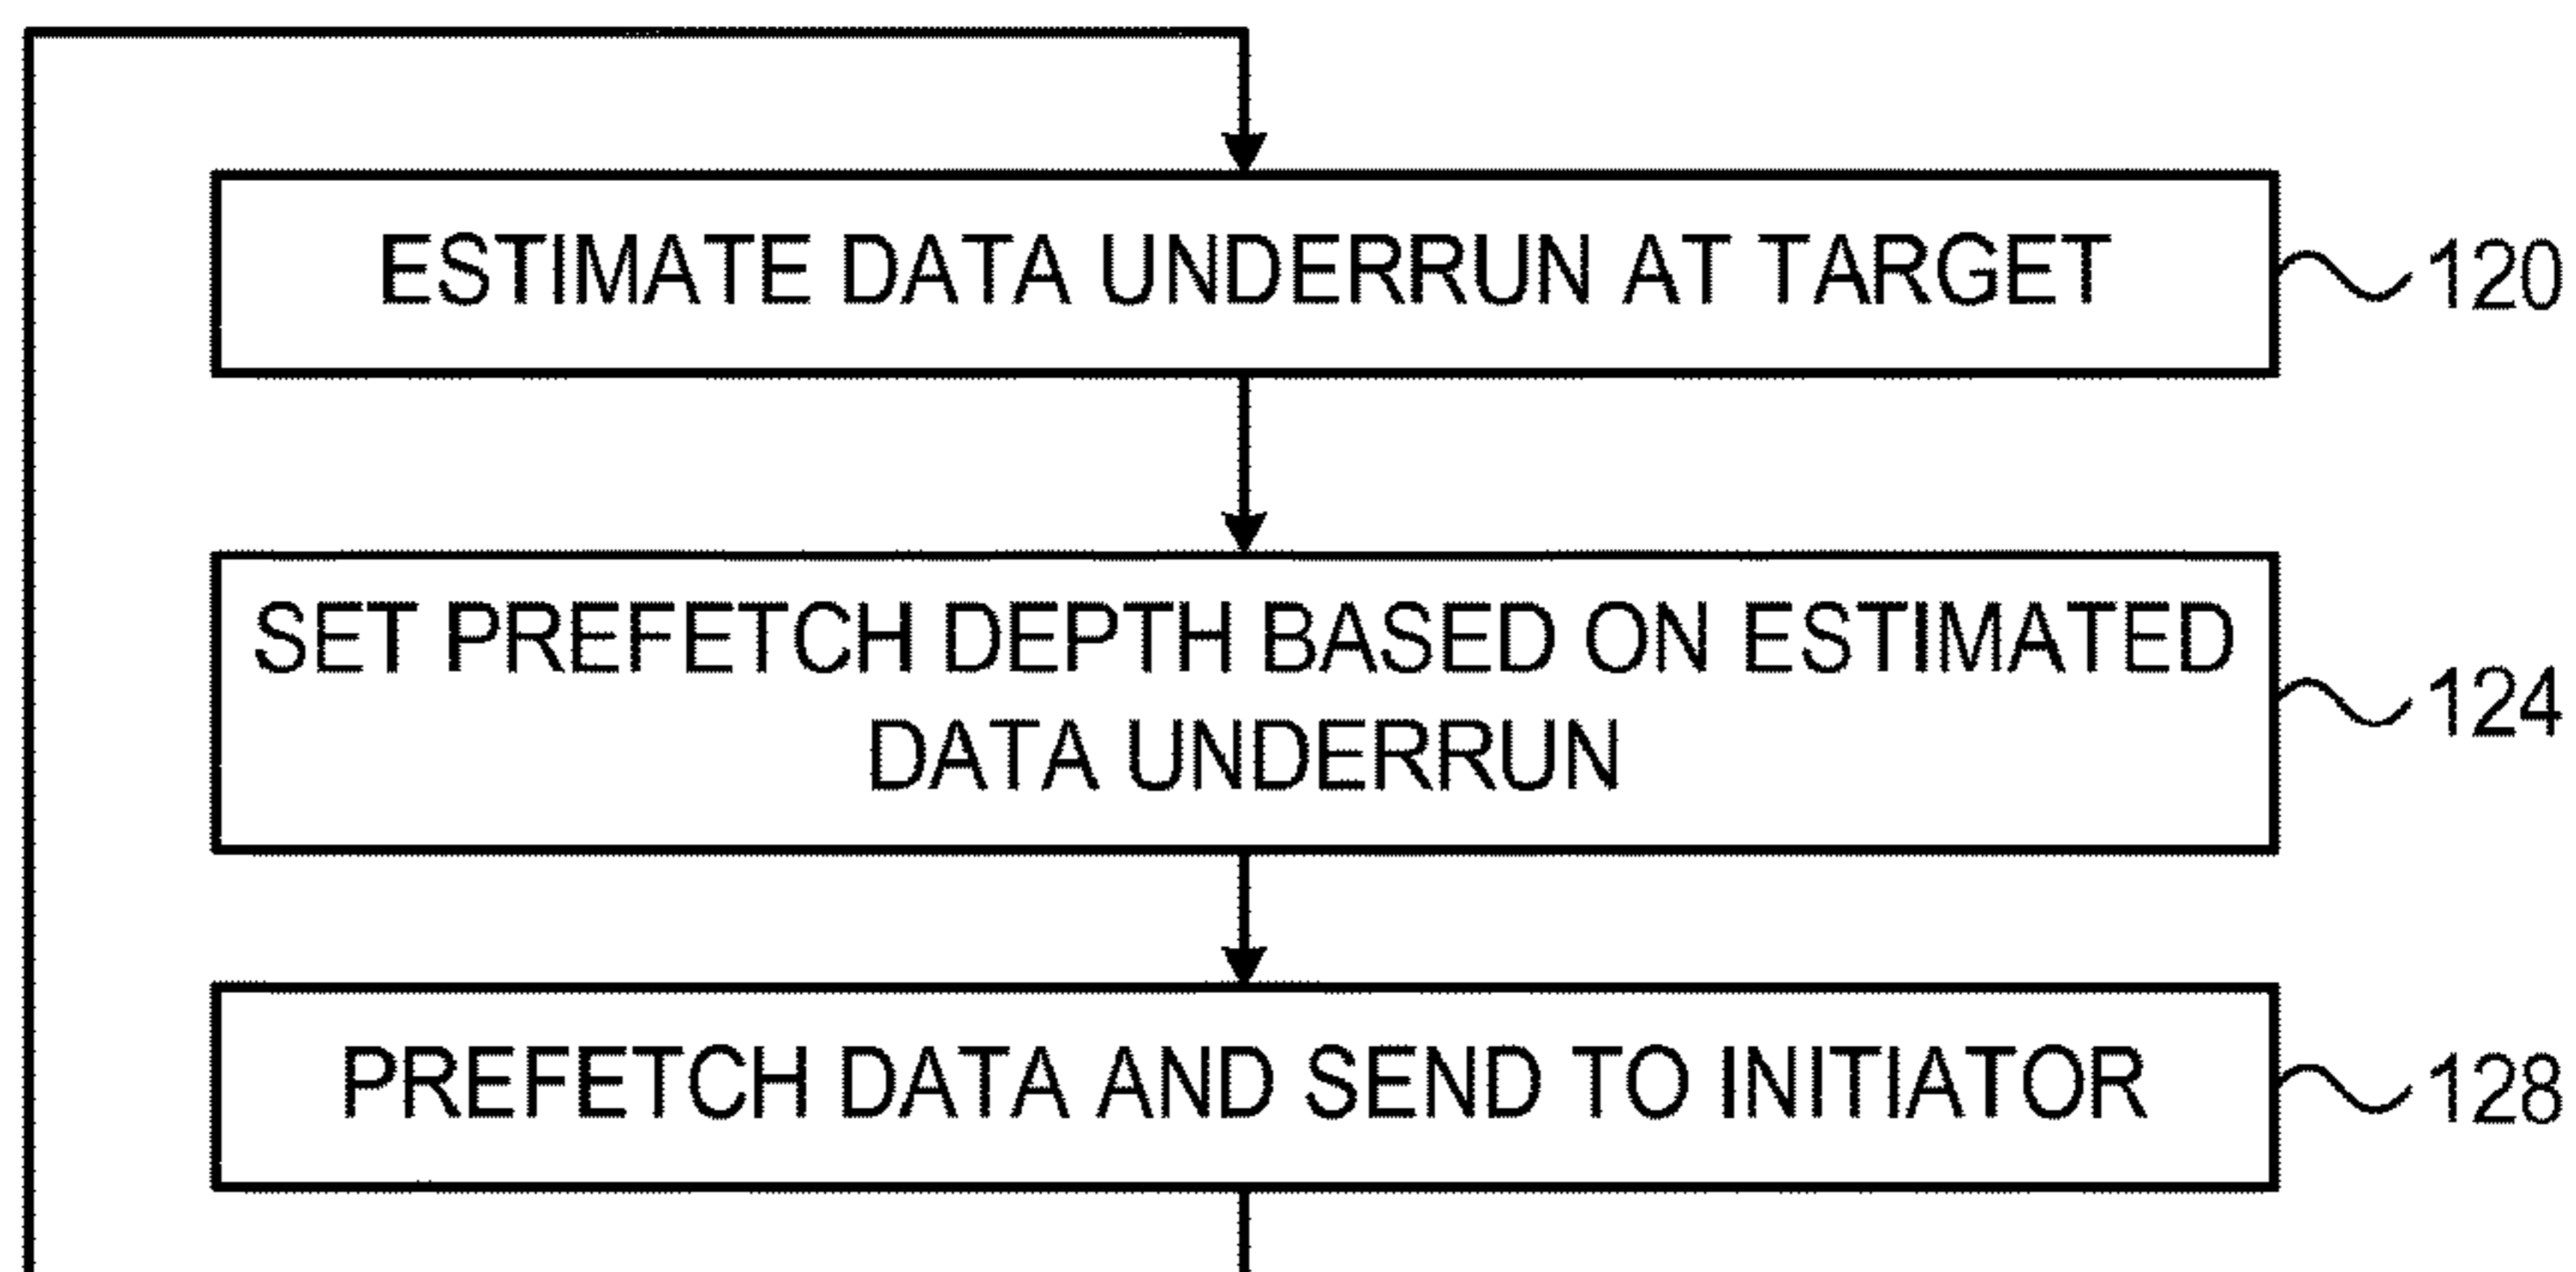 ESTIMATE DATA UNDERRUN AT TARGET
120
SET PREFETCH DEPTH BASED ON ESTIMATED
DATA UNDERRUN
124
PREFETCH DATA AND SEND TO INITIATOR
128